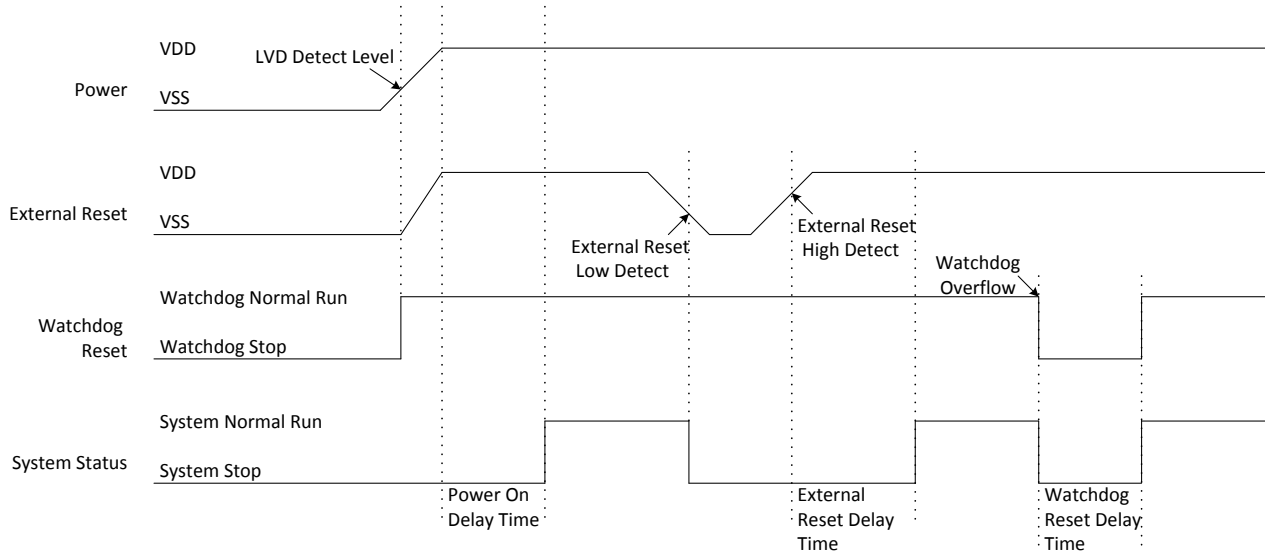 VDD
LVD Detect Level
Power
VSS
VDD
External Reset
VSS
External Reset
Low Detect
External Reset
High Detect
Watchdog
Overflow
Watchdog Normal Run
Watchdog
Reset
Watchdog Stop
System Normal Run
System Status
System Stop
Power On
Delay Time
External
Reset Delay
Time
Watchdog
Reset Delay
Time